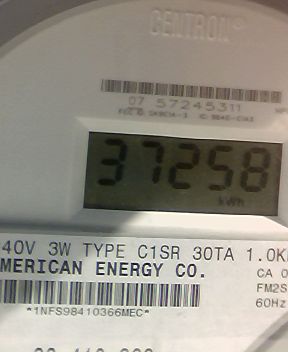 CENTRON®
07 57245311
37258
kWh
40V 3W TYPE C1SR 30TA 1.0K
MERICAN ENERGY CO.
CA 0
FM2S
60Hz
*1NFS98410366MEC*